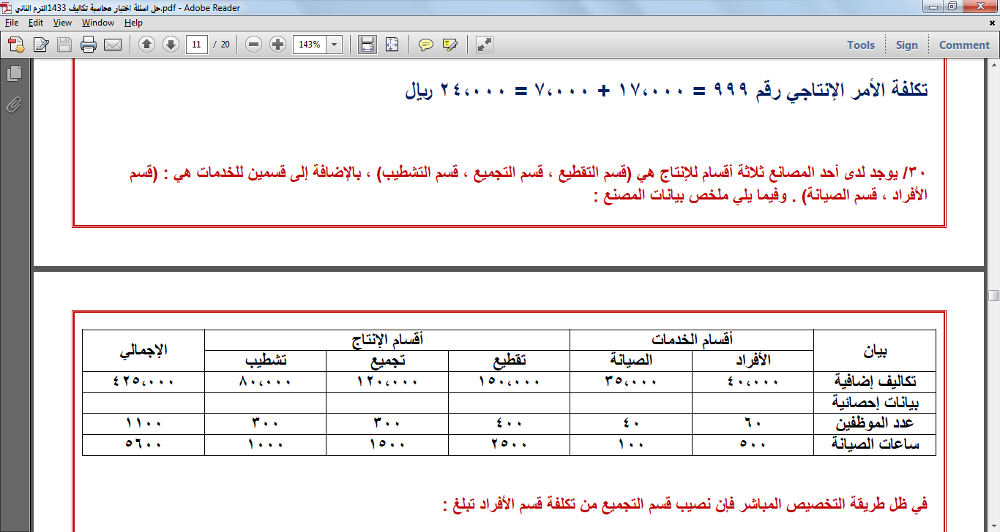 حل اسئلة اختبار محاسبة تكاليف 1433الترم الثاني.pdf - Adobe Reader
File Edit View Window Help
11 / 20 143% Tools Sign Comment
تكلفة الأمر الإنتاجي رقم ٩٩٩ = ١٧،٠٠٠ + ٧،٠٠٠ = ٢٤،٠٠٠ ريال
٣٠/ يوجد لدى أحد المصانع ثلاثة أقسام للإنتاج هي (قسم التقطيع ، قسم التجميع ، قسم التشطيب) ، بالإضافة إلى قسمين للخدمات هي : (قسم
الأفراد ، قسم الصيانة) . وفيما يلي ملخص بيانات المصنع :
بيان أقسام الخدمات أقسام الإنتاج الإجمالي
الأفراد الصيانة تقطيع تجميع تشطيب
تكاليف إضافية ٤٠،٠٠٠ ٣٥،٠٠٠ ١٥٠،٠٠٠ ١٢٠،٠٠٠ ٨٠،٠٠٠ ٤٢٥،٠٠٠
بيانات إحصائية
عدد الموظفين ٦٠ ٤٠ ٤٠٠ ٣٠٠ ٣٠٠ ١١٠٠
ساعات الصيانة ٥٠٠ ١٠٠ ٢٥٠٠ ١٥٠٠ ١٠٠٠ ٥٦٠٠
في ظل طريقة التخصيص المباشر فإن نصيب قسم التجميع من تكلفة قسم الأفراد تبلغ :